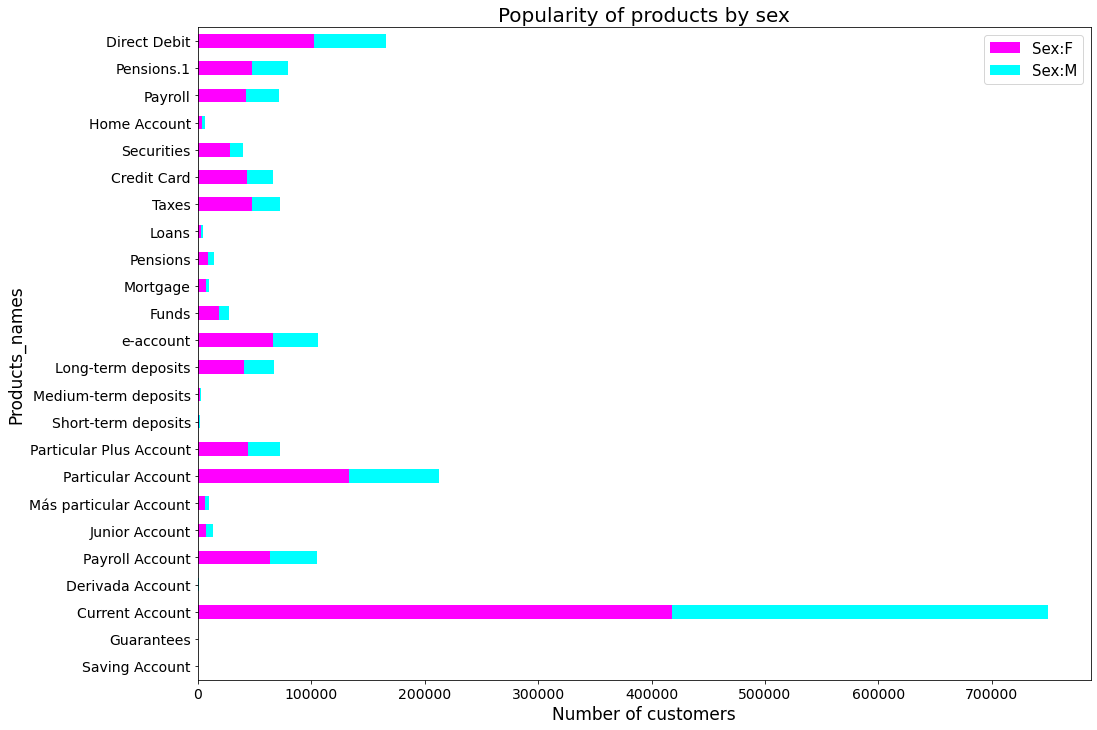 Popularity of products by sex
Sex:F
Sex:M
Products_names
Direct Debit
Pensions.1
Payroll
Home Account
Securities
Credit Card
Taxes
Loans
Pensions
Mortgage
Funds
e-account
Long-term deposits
Medium-term deposits
Short-term deposits
Particular Plus Account
Particular Account
Más particular Account
Junior Account
Payroll Account
Derivada Account
Current Account
Guarantees
Saving Account
0 100000 200000 300000 400000 500000 600000 700000
Number of customers